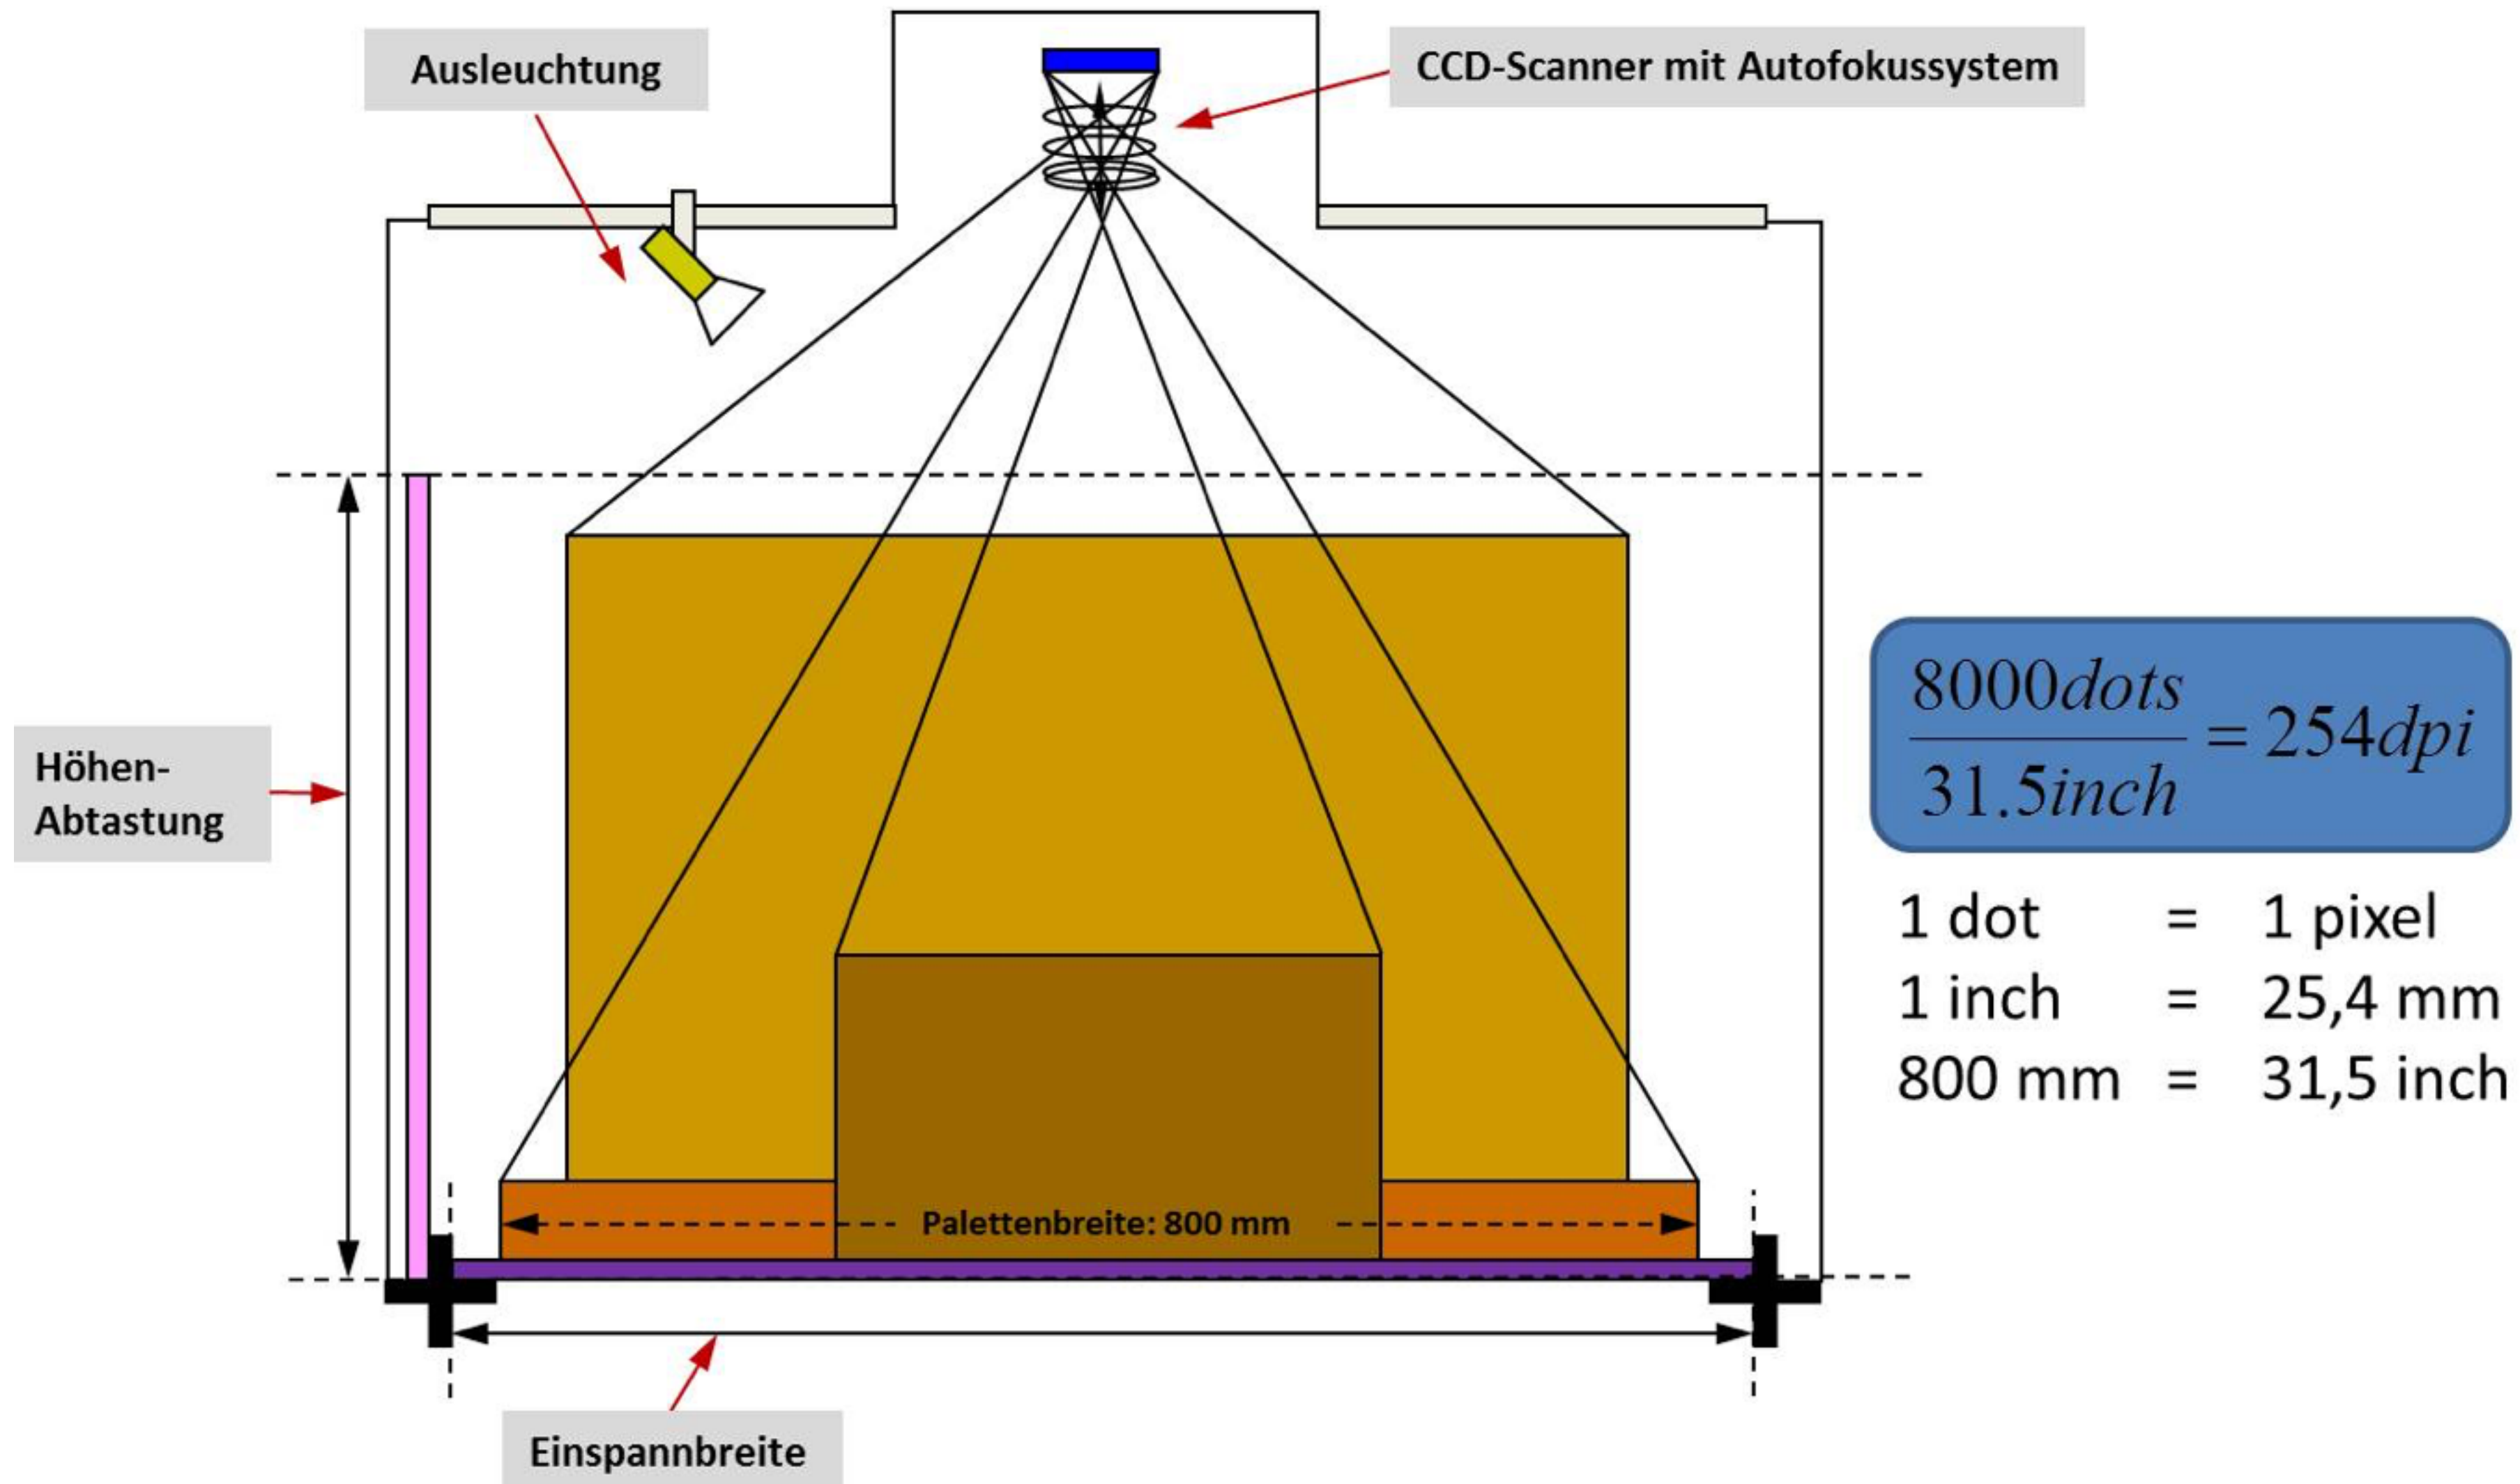 Ausleuchtung
CCD-Scanner mit Autofokussystem
Höhen-
Abtastung
8000dots
31.5inch
= 254dpi
1 dot = 1 pixel
1 inch = 25,4 mm
800 mm = 31,5 inch
Palettenbreite: 800 mm
Einspannbreite